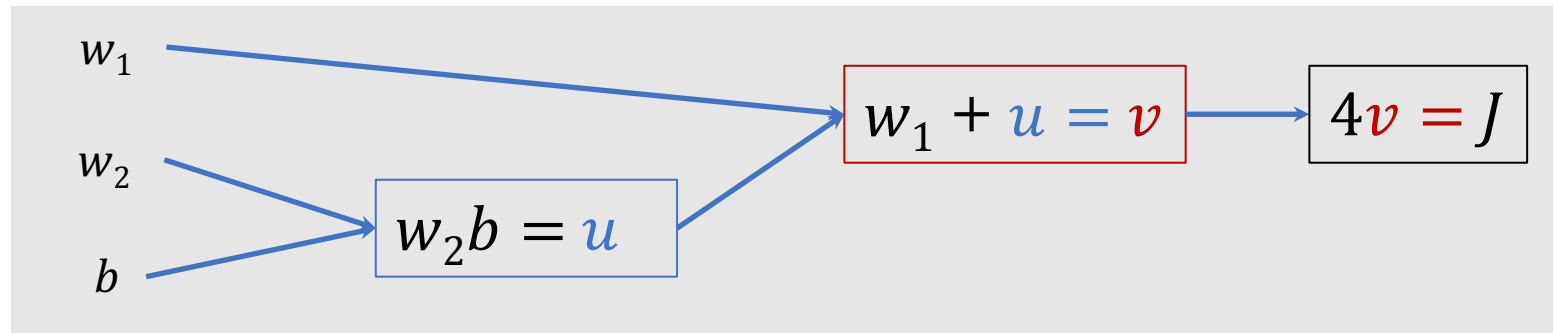 w₁
w₂
b
w₂b = u
w₁ + u = v
4v = J